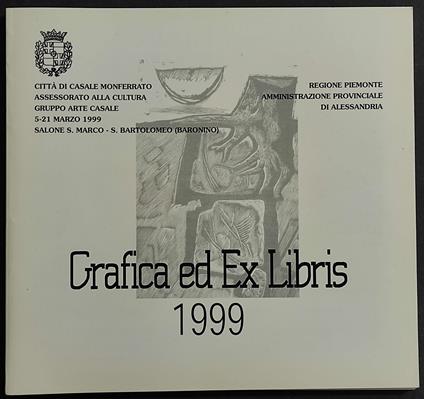 CITTÀ DI CASALE MONFERRATO
ASSESSORATO ALLA CULTURA
GRUPPO ARTE CASALE
5-21 MARZO 1999
SALONE S. MARCO - S. BARTOLOMEO (BARONINO)
REGIONE PIEMONTE
AMMINISTRAZIONE PROVINCIALE
DI ALESSANDRIA
Grafica ed Ex Libris
1999